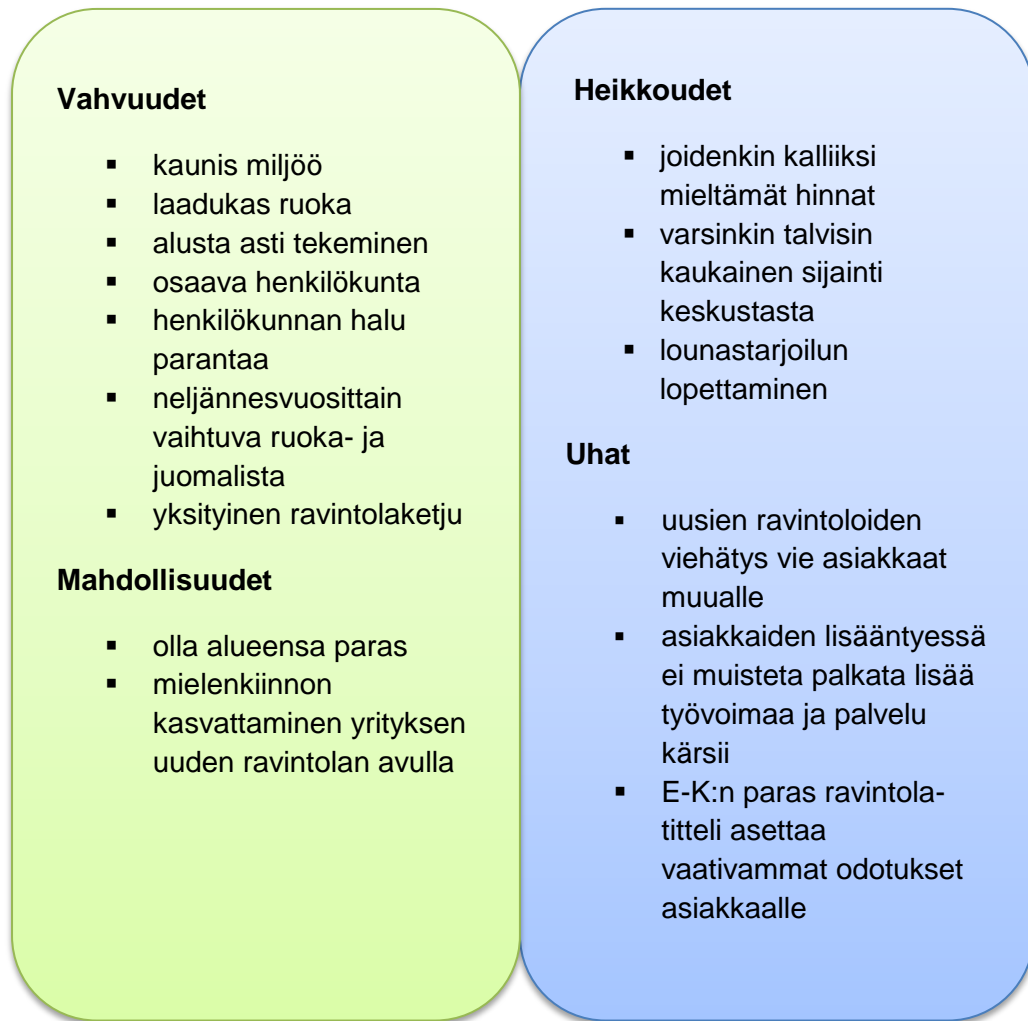 Vahvuudet
▪ kaunis miljöö
▪ laadukas ruoka
▪ alusta asti tekeminen
▪ osaava henkilökunta
▪ henkilökunnan halu
parantaa
▪ neljännesvuosittain
vaihtuva ruoka- ja
juomalista
▪ yksityinen ravintolaketju
Mahdollisuudet
▪ olla alueensa paras
▪ mielenkiinnon
kasvattaminen yrityksen
uuden ravintolan avulla
Heikkoudet
▪ joidenkin kalliiksi
mieltämät hinnat
▪ varsinkin talvisin
kaukainen sijainti
keskustasta
▪ lounastarjoilun
lopettaminen
Uhat
▪ uusien ravintoloiden
viehätys vie asiakkaat
muualle
▪ asiakkaiden lisääntyessä
ei muisteta palkata lisää
työvoimaa ja palvelu
kärsii
▪ E-K:n paras ravintola-
titteli asettaa
vaativammat odotukset
asiakkaalle